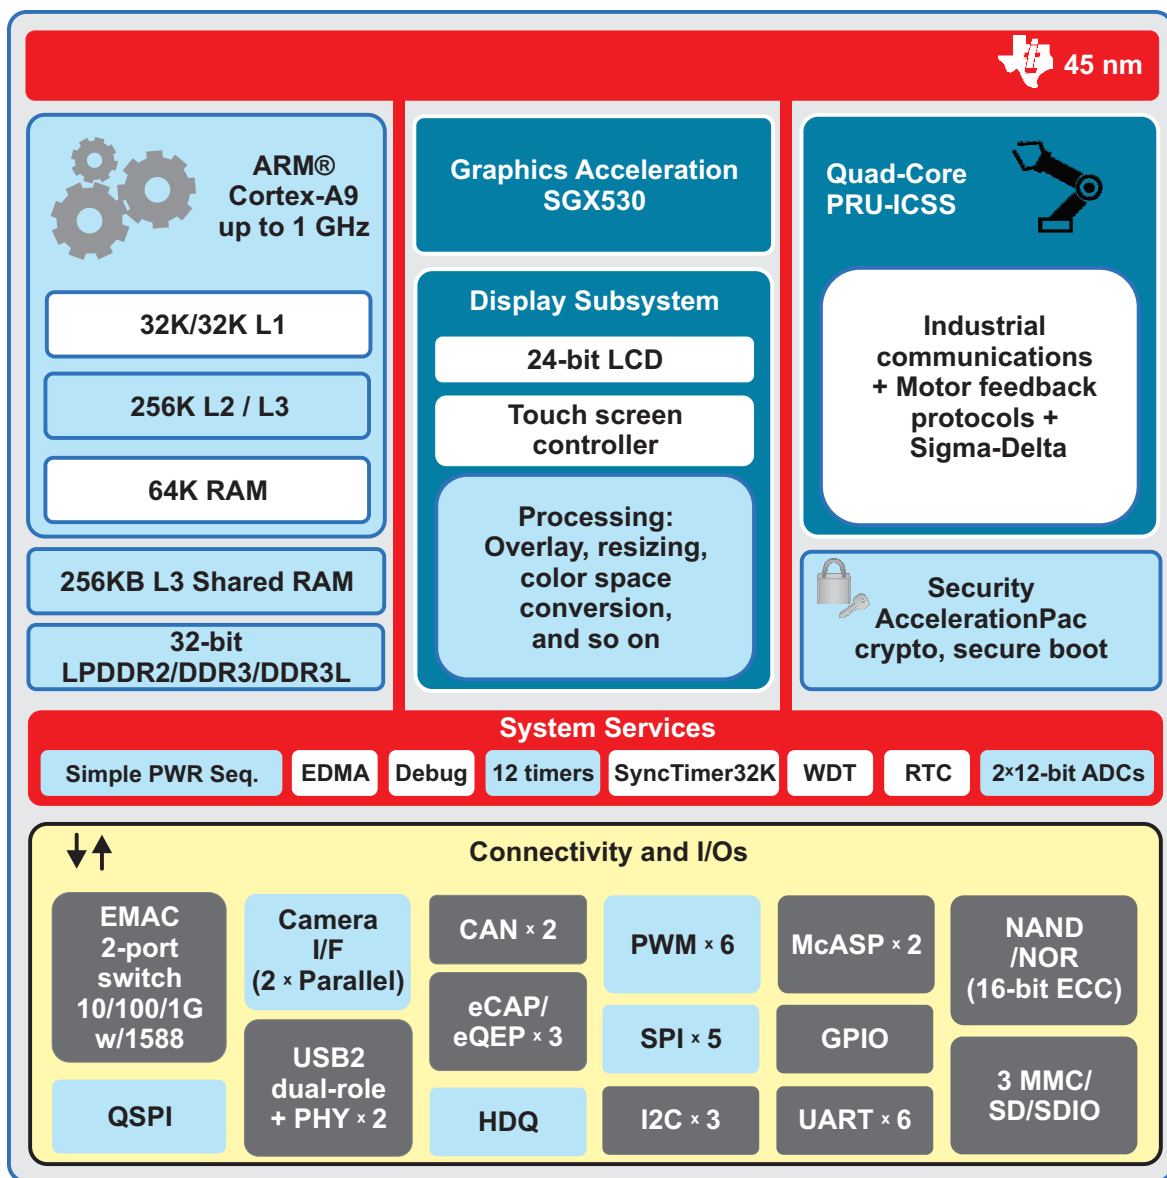 45 nm
ARM®
Cortex-A9
up to 1 GHz
32K/32K L1
256K L2 / L3
64K RAM
256KB L3 Shared RAM
32-bit
LPDDR2/DDR3/DDR3L
Graphics Acceleration
SGX530
Display Subsystem
24-bit LCD
Touch screen
controller
Processing:
Overlay, resizing,
color space
conversion,
and so on
Quad-Core
PRU-ICSS
Industrial
communications
+ Motor feedback
protocols +
Sigma-Delta
Security
AccelerationPac
crypto, secure boot
System Services
Simple PWR Seq.
EDMA
Debug
12 timers
SyncTimer32K
WDT
RTC
2x12-bit ADCs
Connectivity and I/Os
EMAC
2-port
switch
10/100/1G
w/1588
QSPI
Camera
I/F
(2 x Parallel)
USB2
dual-role
+ PHY x 2
CAN x 2
eCAP/
eQEP x 3
HDQ
PWM x 6
SPI x 5
I2C x 3
McASP x 2
GPIO
UART x 6
NAND
/NOR
(16-bit ECC)
3 MMC/
SD/SDIO